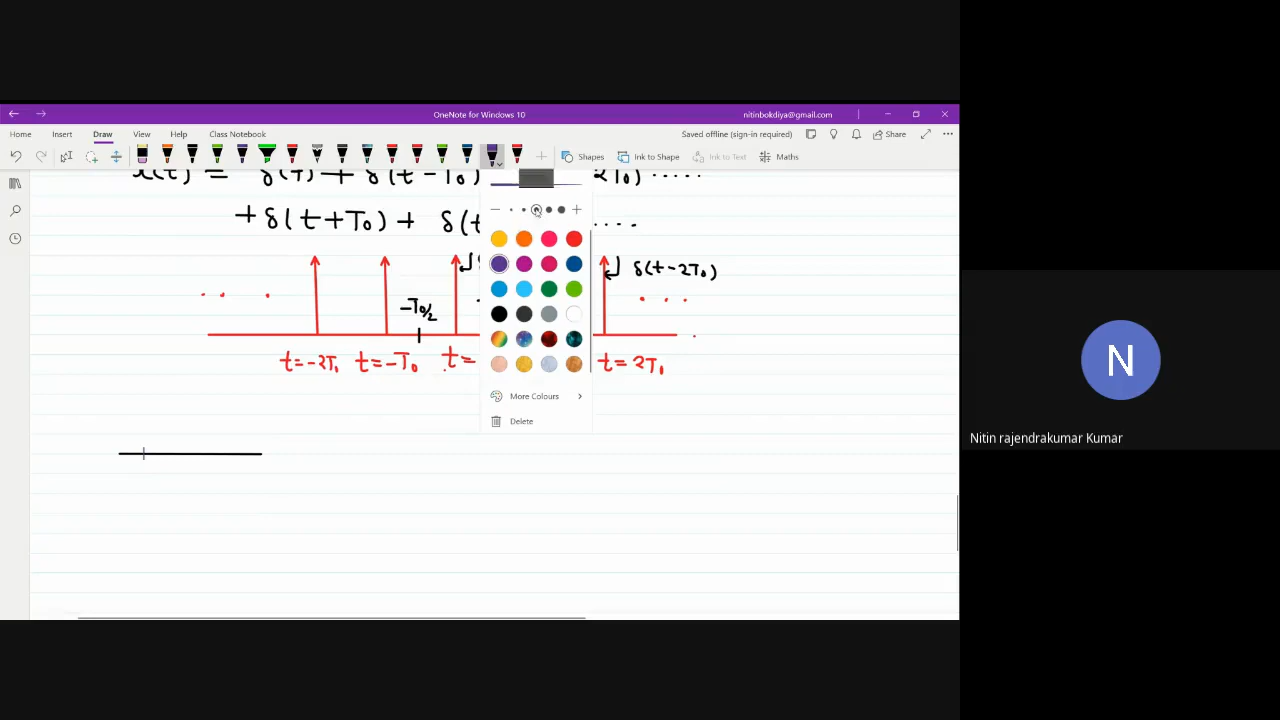 OneNote for Windows 10
nitinbokdiya@gmail.com
Home Insert Draw View Help Class Notebook
Saved offline (sign-in required) Share
Shapes Ink to Shape Ink to Text Maths
x(t) = δ(t) + δ(t-T₀) 2T₀) .....
+ δ(t+T₀) + δ(t ....
δ(t-2T₀)
.. . -T₀/2 ...
t=-2T₀ t=-T₀ t= t=2T₀
More Colours
Delete
N
Nitin rajendrakumar Kumar